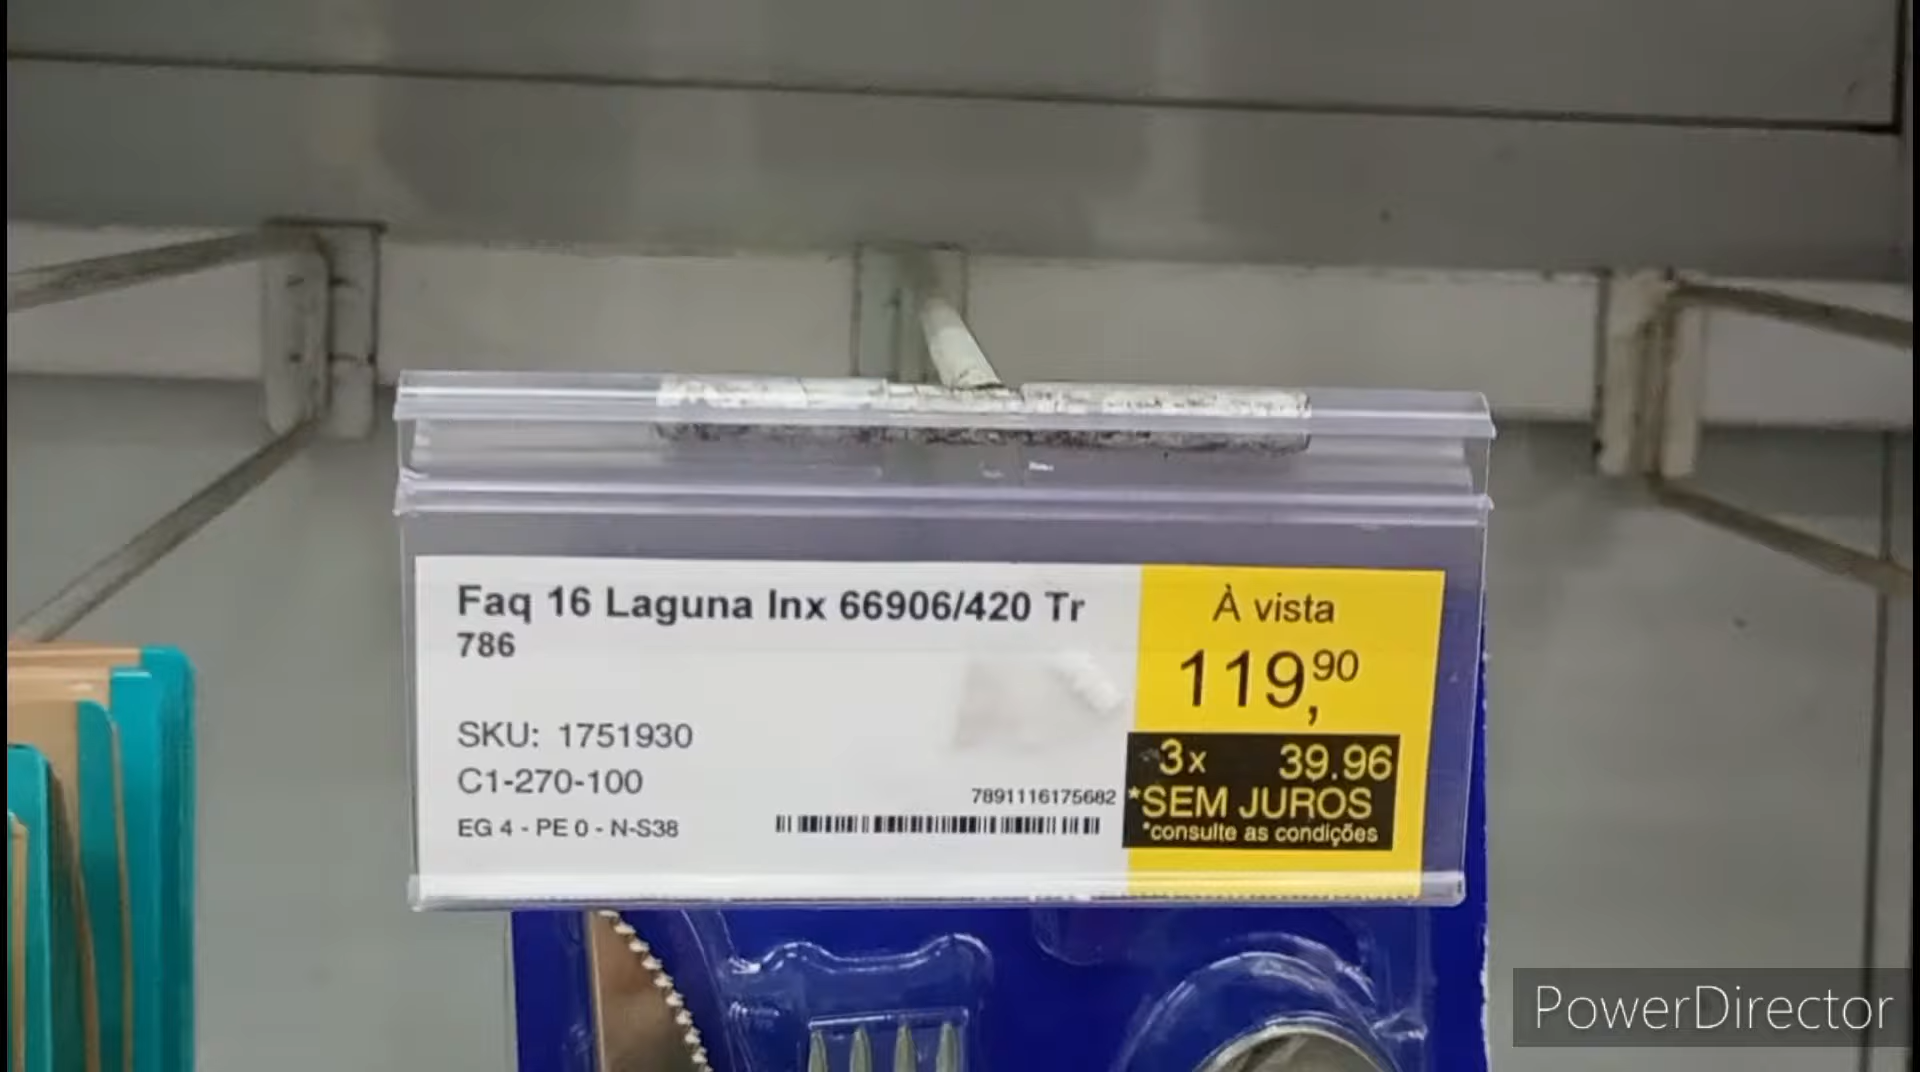 Faq 16 Laguna Inx 66906/420 Tr
786
SKU: 1751930
C1-270-100
EG 4 - PE 0 - N-S38
7891116175682
À vista
119,90
3x 39.96
*SEM JUROS
*consulte as condições
PowerDirector